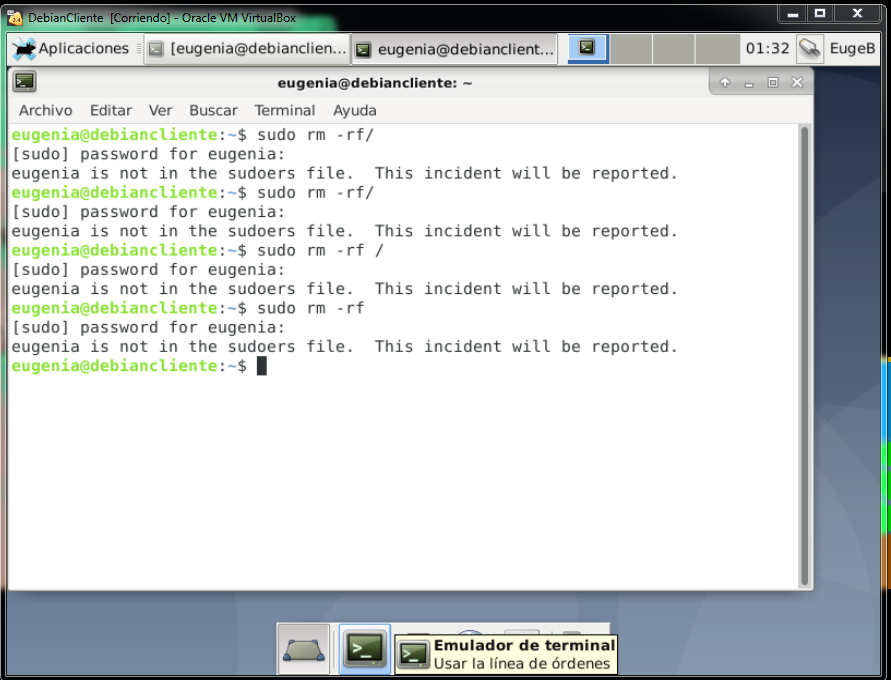 DebianCliente [Corriendo] - Oracle VM VirtualBox
Aplicaciones [eugenia@debianclien... eugenia@debianclient... 01:32 EugeB
eugenia@debiancliente: ~
Archivo Editar Ver Buscar Terminal Ayuda
eugenia@debiancliente:~$ sudo rm -rf/
[sudo] password for eugenia:
eugenia is not in the sudoers file.  This incident will be reported.
eugenia@debiancliente:~$ sudo rm -rf/
[sudo] password for eugenia:
eugenia is not in the sudoers file.  This incident will be reported.
eugenia@debiancliente:~$ sudo rm -rf /
[sudo] password for eugenia:
eugenia is not in the sudoers file.  This incident will be reported.
eugenia@debiancliente:~$ sudo rm -rf
[sudo] password for eugenia:
eugenia is not in the sudoers file.  This incident will be reported.
eugenia@debiancliente:~$
Emulador de terminal
Usar la línea de órdenes